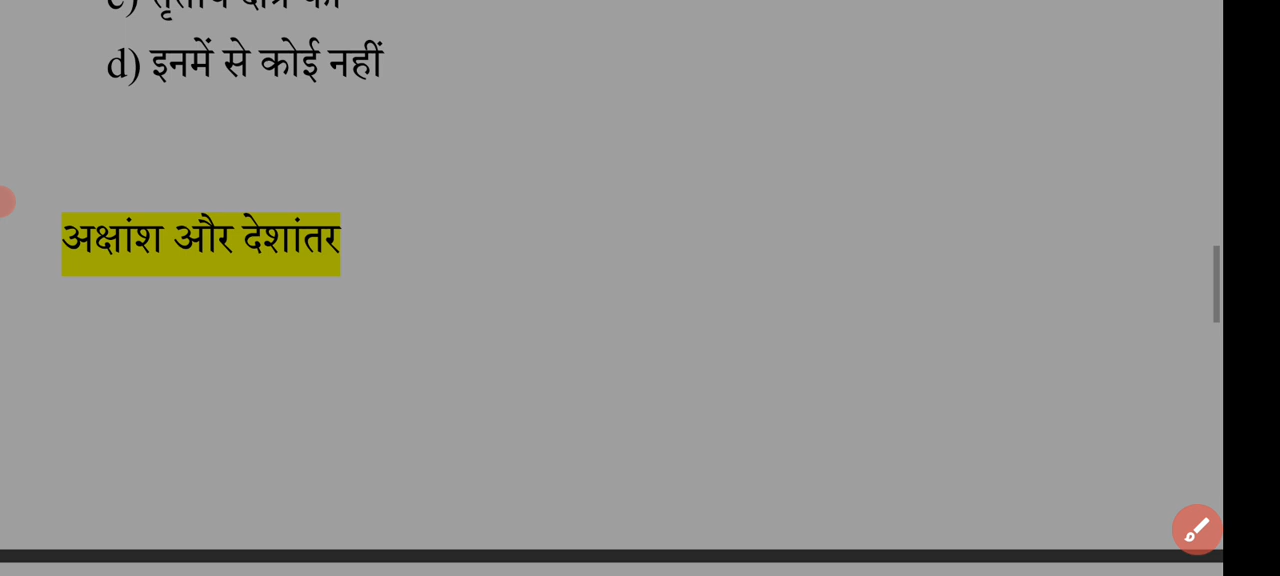 d) इनमें से कोई नहीं
अक्षांश और देशांतर